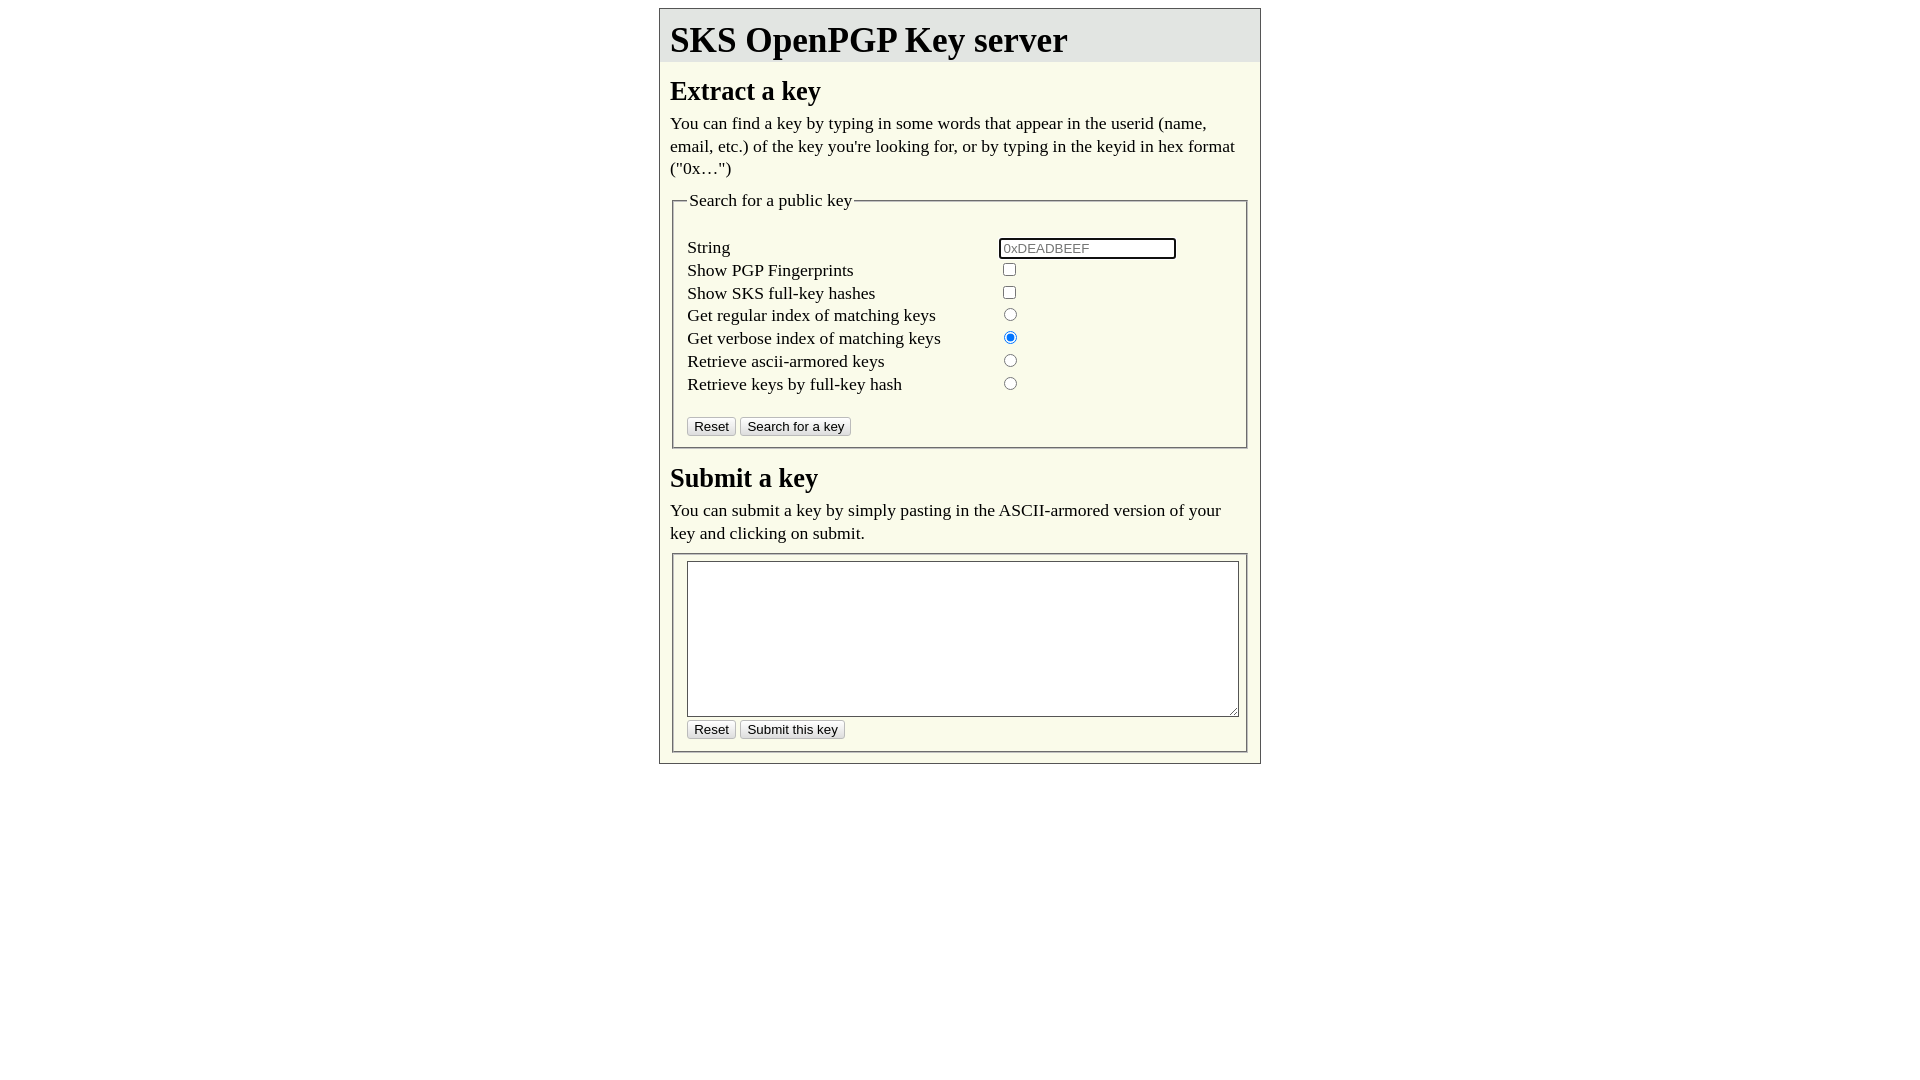 SKS OpenPGP Key server
Extract a key
You can find a key by typing in some words that appear in the userid (name,
email, etc.) of the key you're looking for, or by typing in the keyid in hex format
("0x…")
Search for a public key
String 0xDEADBEEF
Show PGP Fingerprints
Show SKS full-key hashes
Get regular index of matching keys
Get verbose index of matching keys
Retrieve ascii-armored keys
Retrieve keys by full-key hash
Reset Search for a key
Submit a key
You can submit a key by simply pasting in the ASCII-armored version of your
key and clicking on submit.
Reset Submit this key